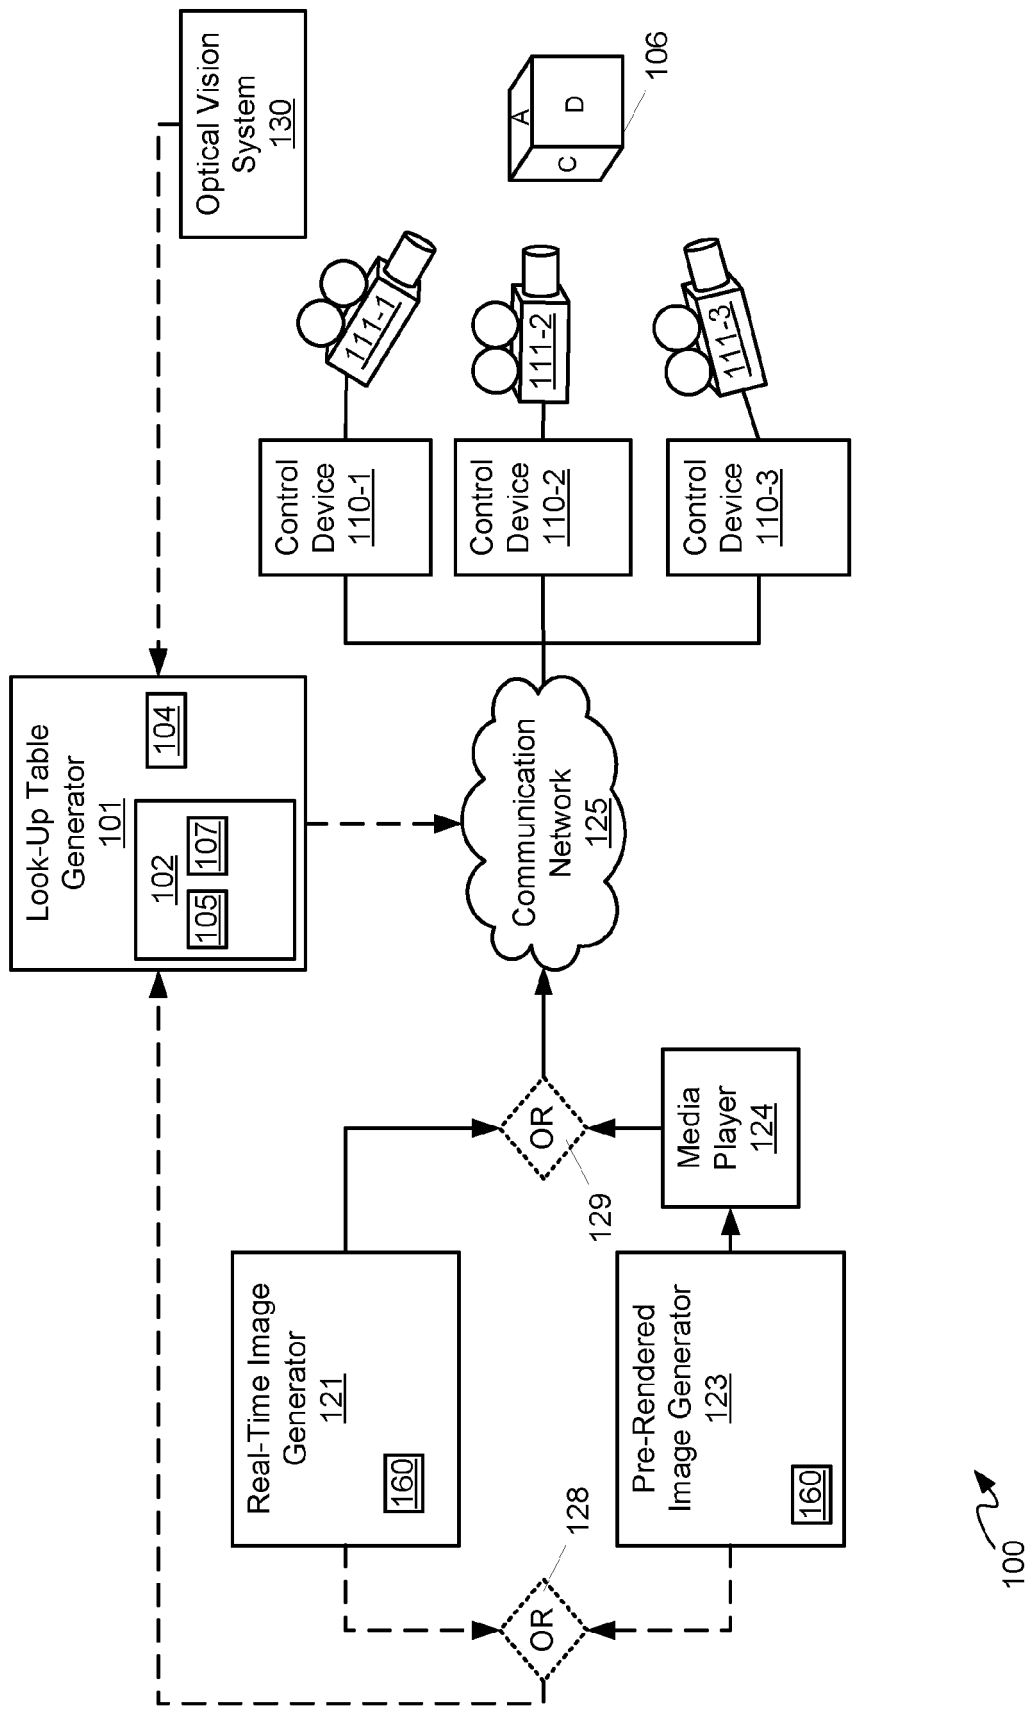 Look-Up Table
Generator
101
102
105
107
104
Optical Vision
System
130
Real-Time Image
Generator
121
160
Control
Device
110-1
111-1
OR
128
OR
129
Communication
Network
125
Control
Device
110-2
111-2
A
C
D
106
Pre-Rendered
Image Generator
123
160
Media
Player
124
Control
Device
110-3
111-3
100